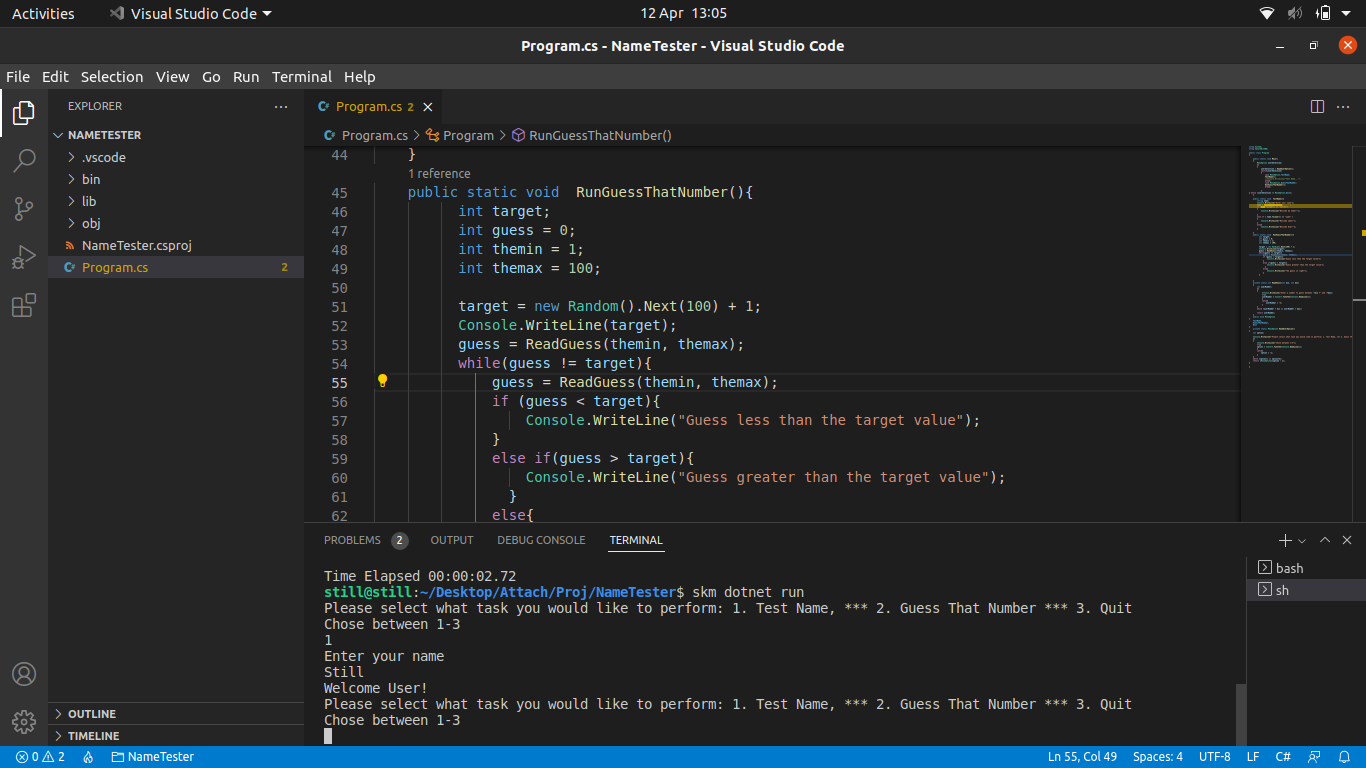 Activities Visual Studio Code 12 Apr 13:05
Program.cs - NameTester - Visual Studio Code
File Edit Selection View Go Run Terminal Help
EXPLORER
NAMETESTER
.vscode
bin
lib
obj
NameTester.csproj
Program.cs 2
OUTLINE
TIMELINE
Program.cs 2
Program.cs > Program > RunGuessThatNumber()
44 }
1 reference
45 public static void  RunGuessThatNumber(){
46 int target;
47 int guess = 0;
48 int themin = 1;
49 int themax = 100;
50
51 target = new Random().Next(100) + 1;
52 Console.WriteLine(target);
53 guess = ReadGuess(themin, themax);
54 while(guess != target){
55 guess = ReadGuess(themin, themax);
56 if (guess < target){
57 Console.WriteLine("Guess less than the target value");
58 }
59 else if(guess > target){
60 Console.WriteLine("Guess greater than the target value");
61 }
62 else{
PROBLEMS 2 OUTPUT DEBUG CONSOLE TERMINAL
Time Elapsed 00:00:02.72
still@still:~/Desktop/Attach/Proj/NameTester$ skm dotnet run
Please select what task you would like to perform: 1. Test Name, *** 2. Guess That Number *** 3. Quit
Chose between 1-3
1
Enter your name
Still
Welcome User!
Please select what task you would like to perform: 1. Test Name, *** 2. Guess That Number *** 3. Quit
Chose between 1-3
bash
sh
0 2 NameTester Ln 55, Col 49 Spaces: 4 UTF-8 LF C#